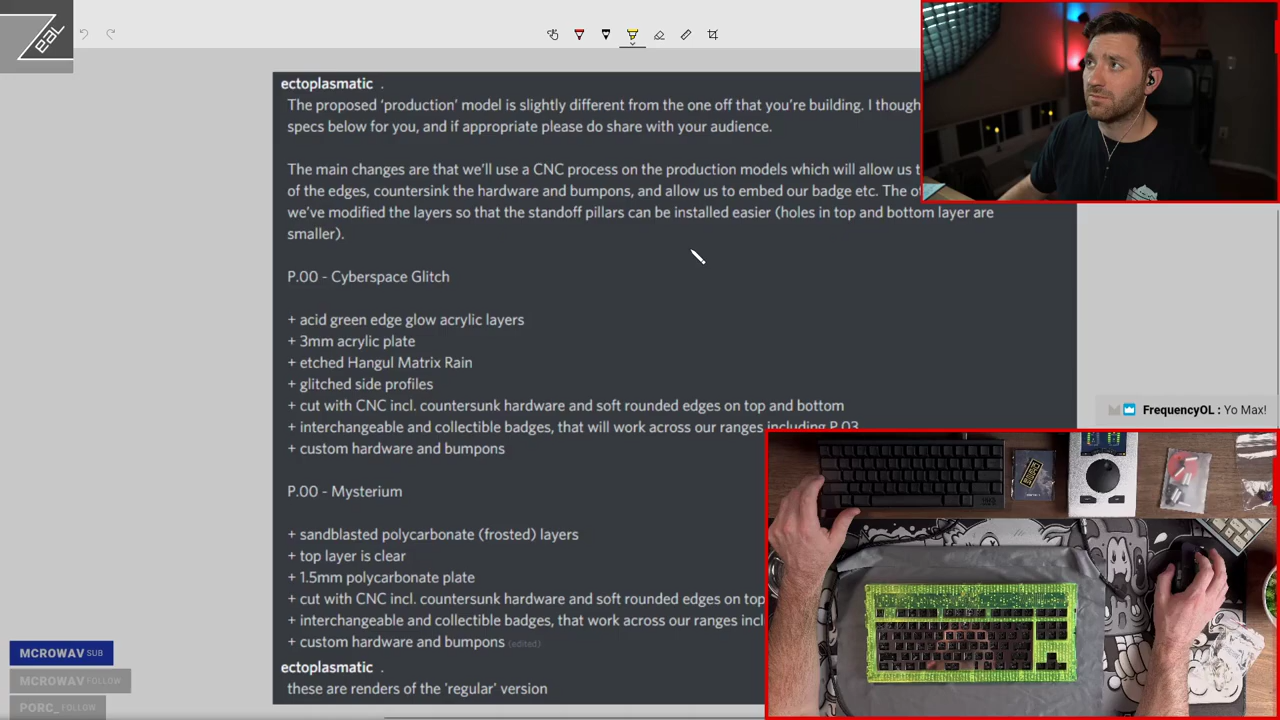 Zeal
ectoplasmatic .
The proposed ‘production’ model is slightly different from the one off that you’re building. I
specs below for you, and if appropriate please do share with your audience.
The main changes are that we’ll use a CNC process on the production models which will allow us
of the edges, countersink the hardware and bumpons, and allow us to embed our badge etc. The
we’ve modified the layers so that the standoff pillars can be installed easier (holes in top and bottom layer are
smaller).
P.00 - Cyberspace Glitch
+ acid green edge glow acrylic layers
+ 3mm acrylic plate
+ etched Hangul Matrix Rain
+ glitched side profiles
+ cut with CNC incl. countersunk hardware and soft rounded edges on top and bottom
+ interchangeable and collectible badges, that will work across our ranges including P.03
+ custom hardware and bumpons
P.00 - Mysterium
+ sandblasted polycarbonate (frosted) layers
+ top layer is clear
+ 1.5mm polycarbonate plate
+ cut with CNC incl. countersunk hardware and soft rounded edges on top
+ interchangeable and collectible badges, that work across our ranges
+ custom hardware and bumpons (edited)
ectoplasmatic .
these are renders of the 'regular' version
FrequencyOL : Yo Max!
MCROWAV SUB
MCROWAV FOLLOW
PORC_ FOLLOW